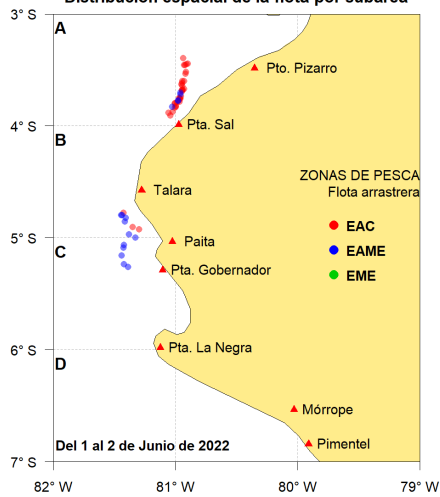 Distribución espacial de la flota por subárea
3° S
A
Pto. Pizarro
4° S
Pta. Sal
B
ZONAS DE PESCA
Flota arrastrera
Talara
EAC
5° S
Paita
C
EAME
Pta. Gobernador
EME
6° S
Pta. La Negra
D
Mórrope
Del 1 al 2 de Junio de 2022
Pimentel
7° S
82° W
81° W
80° W
79° W